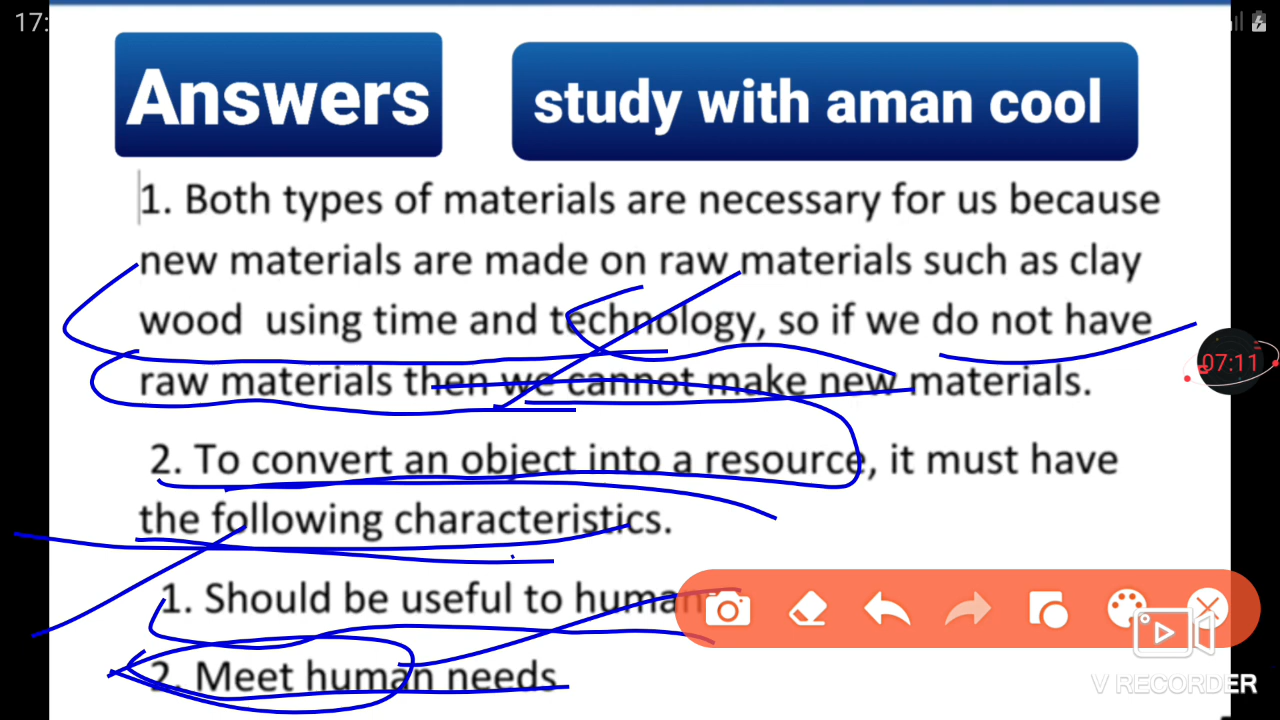 17:
Answers
study with aman cool
1. Both types of materials are necessary for us because
new materials are made on raw materials such as clay
wood using time and technology, so if we do not have
raw materials then we cannot make new materials.
2. To convert an object into a resource, it must have
the following characteristics.
1. Should be useful to human
2. Meet human needs
07:11
V RECORDER